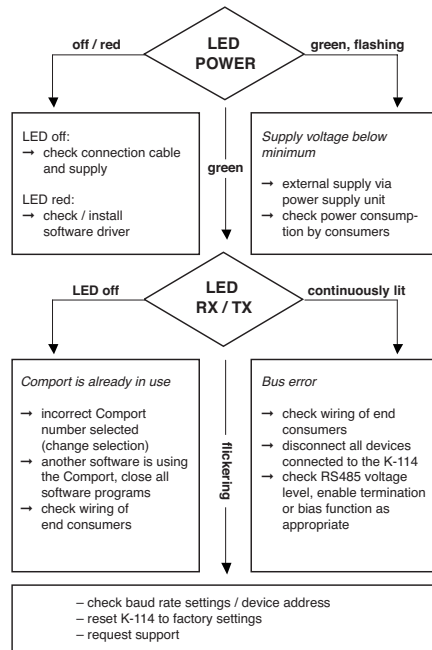 LED
POWER
off / red
green, flashing
LED off:
→ check connection cable
and supply
LED red:
→ check / install
software driver
green
Supply voltage below
minimum
→ external supply via
power supply unit
→ check power consump-
tion by consumers
LED
RX / TX
LED off
continuously lit
Comport is already in use
→ incorrect Comport
number selected
(change selection)
→ another software is using
the Comport, close all
software programs
→ check wiring of
end consumers
flickering
Bus error
→ check wiring of end
consumers
→ disconnect all devices
connected to the K-114
→ check RS485 voltage
level, enable termination
or bias function as
appropriate
– check baud rate settings / device address
– reset K-114 to factory settings
– request support